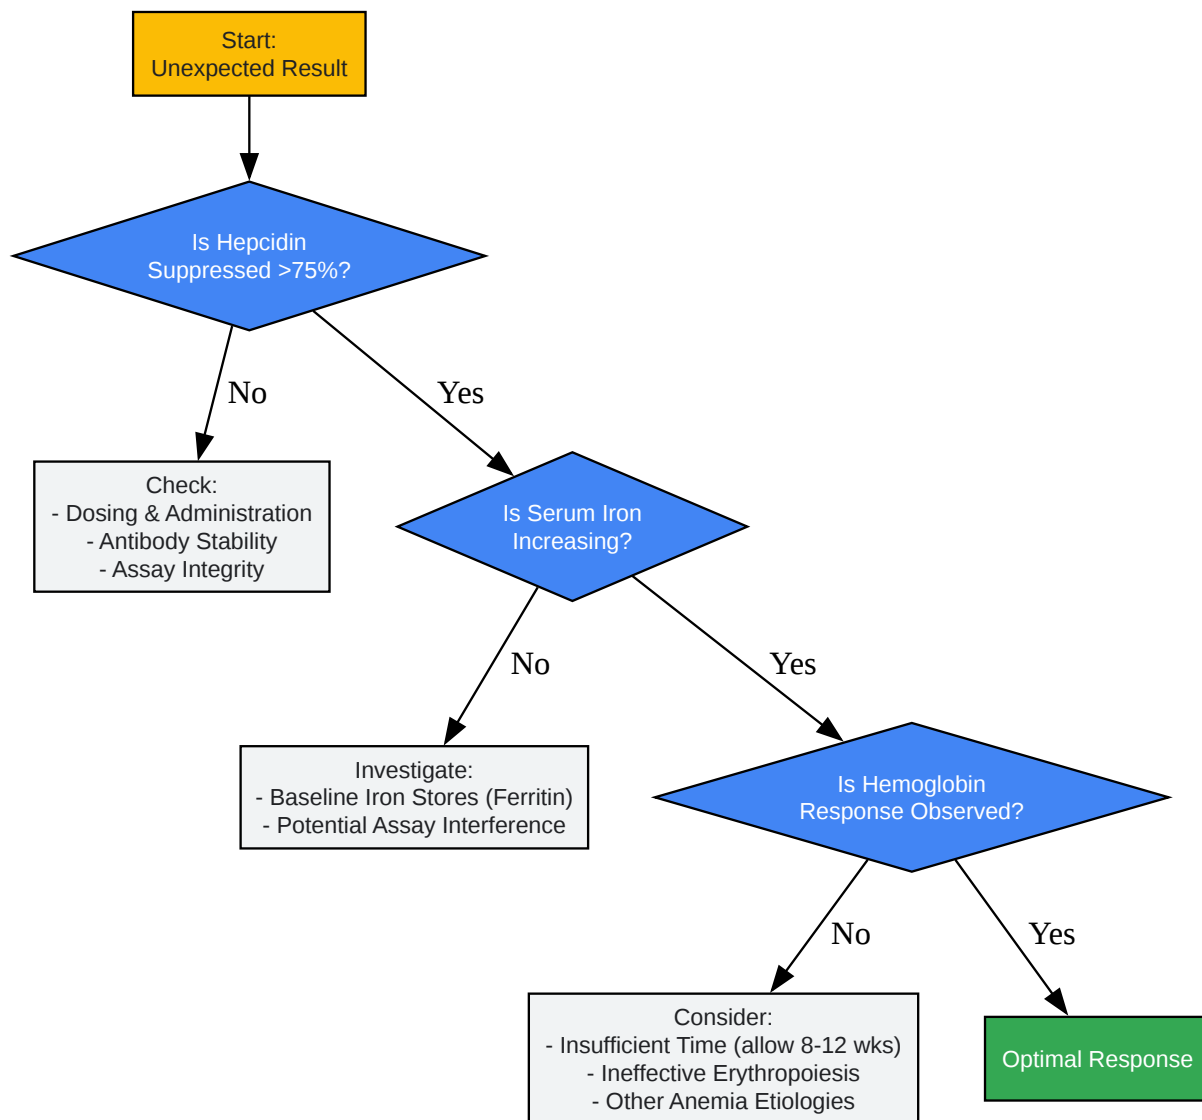 Start:
Unexpected Result
Is Hepcidin
Suppressed >75%?
No
Yes
Check:
- Dosing & Administration
- Antibody Stability
- Assay Integrity
Is Serum Iron
Increasing?
No
Yes
Investigate:
- Baseline Iron Stores (Ferritin)
- Potential Assay Interference
Is Hemoglobin
Response Observed?
No
Yes
Consider:
- Insufficient Time (allow 8-12 wks)
- Ineffective Erythropoiesis
- Other Anemia Etiologies
Optimal Response